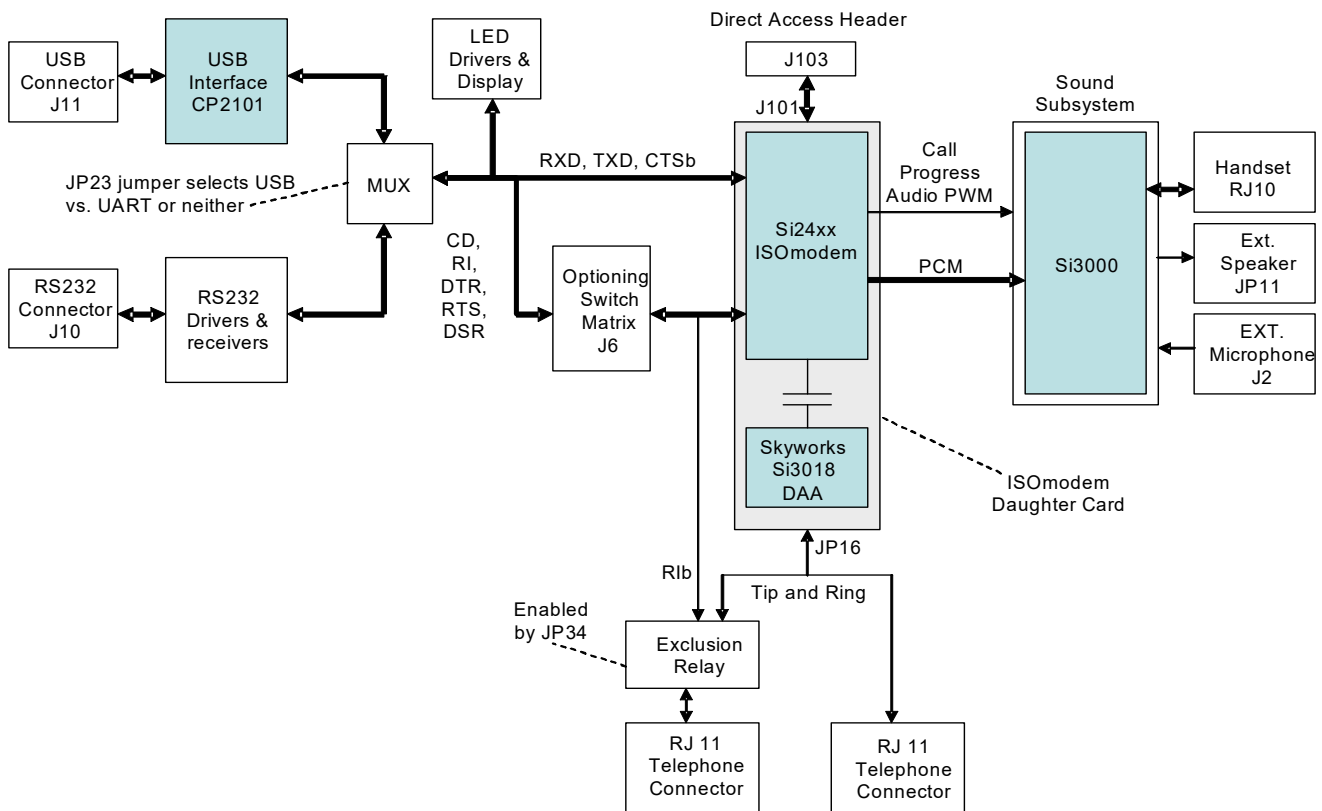 Direct Access Header
USB
Connector
J11
USB
Interface
CP2101
LED
Drivers &
Display
J103
J101
Sound
Subsystem
JP23 jumper selects USB
vs. UART or neither
MUX
RXD, TXD, CTSb
Call
Progress
Audio PWM
Handset
RJ10
Si24xx
ISOmodem
PCM
Si3000
Ext.
Speaker
JP11
CD,
RI,
DTR,
RTS,
DSR
Optioning
Switch
Matrix
J6
RS232
Connector
J10
RS232
Drivers &
receivers
EXT.
Microphone
J2
Skyworks
Si3018
DAA
ISOmodem
Daughter Card
JP16
RIb
Tip and Ring
Enabled
by JP34
Exclusion
Relay
RJ 11
Telephone
Connector
RJ 11
Telephone
Connector